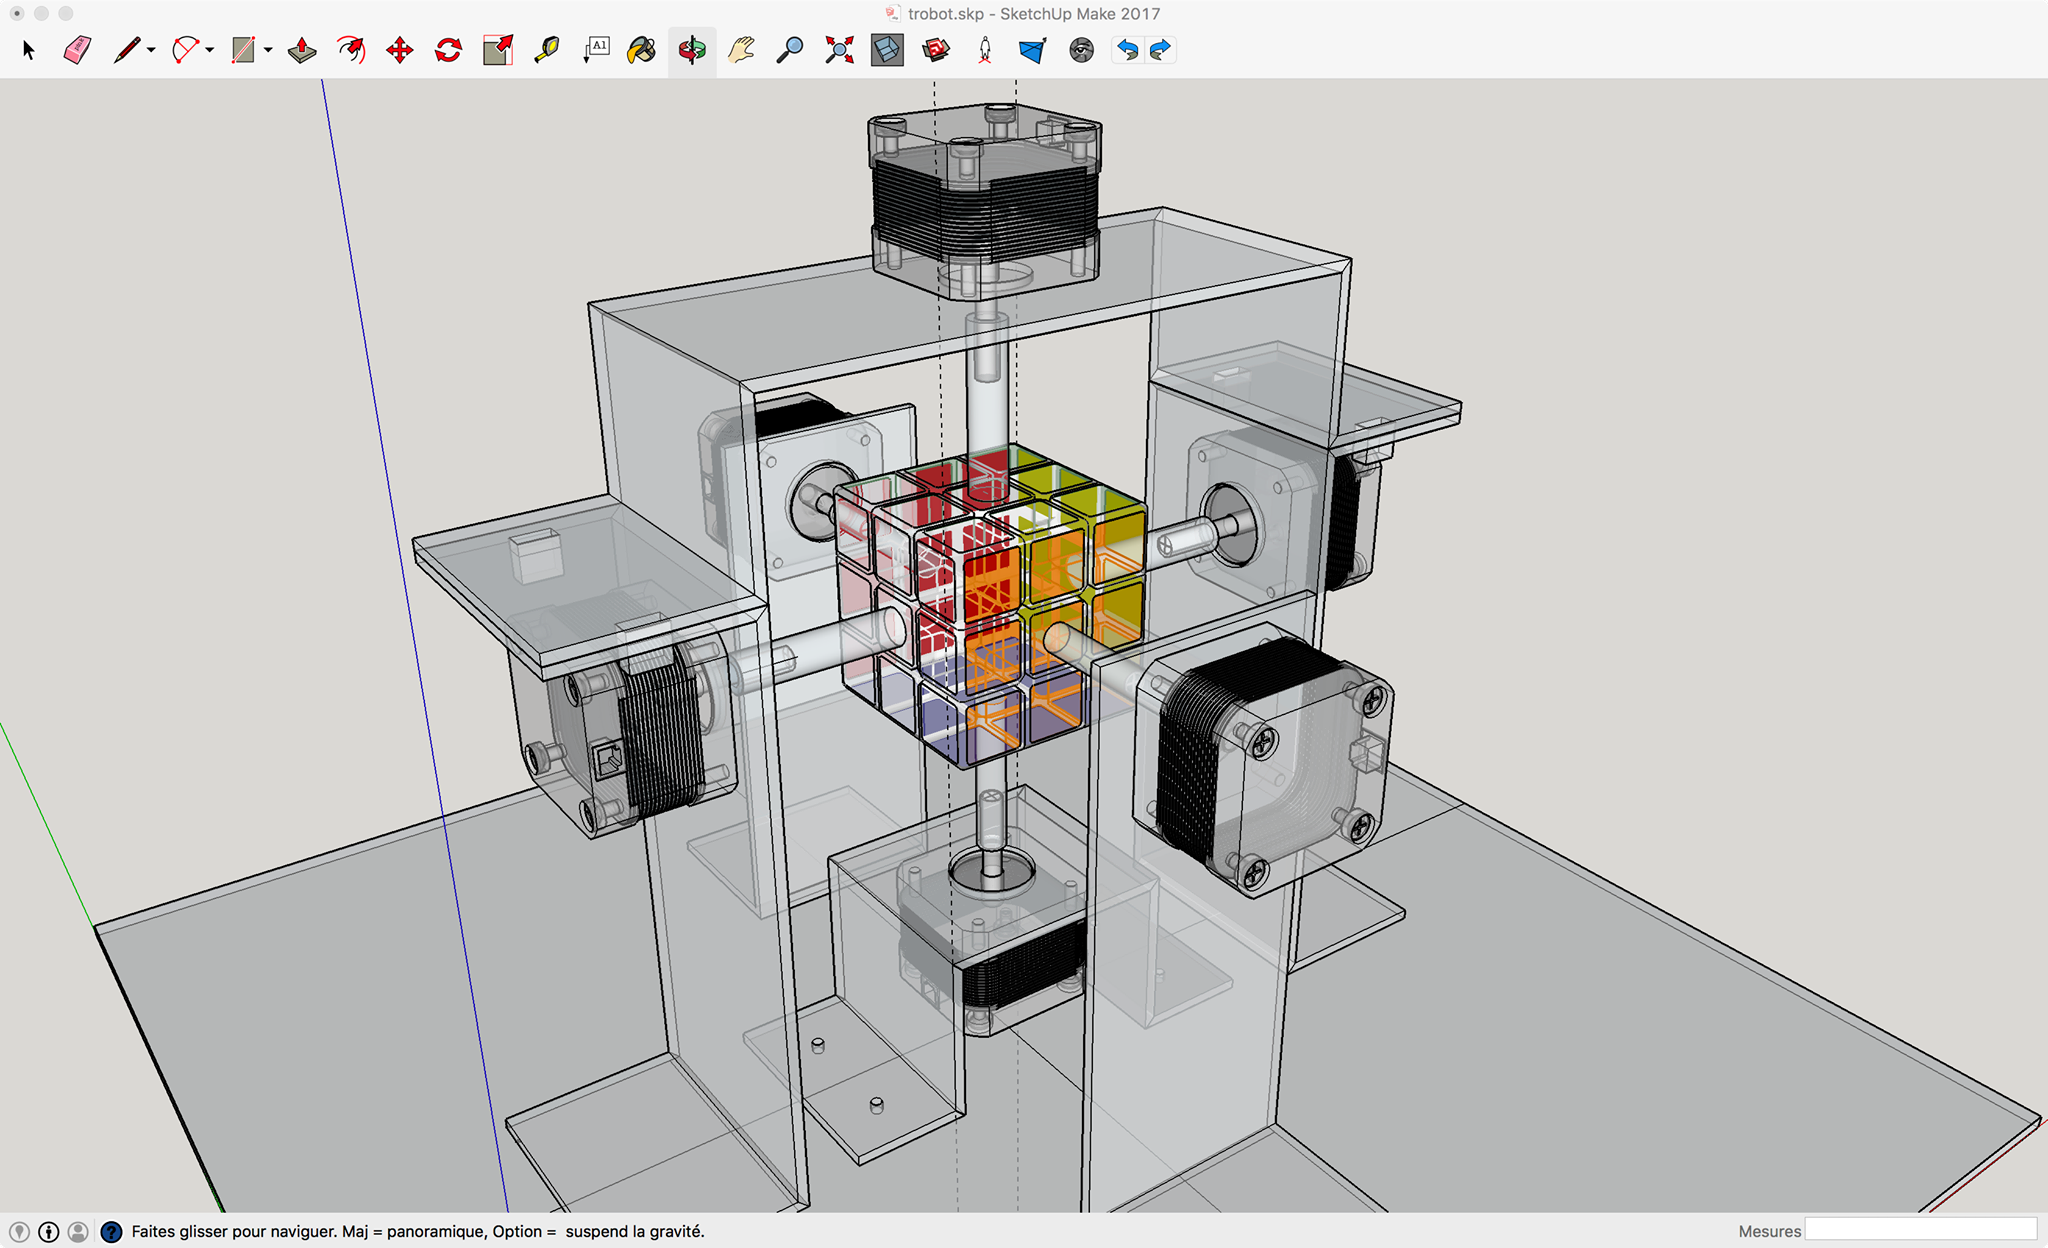 trobot.skp - SketchUp Make 2017
A1
Faites glisser pour naviguer. Maj = panoramique, Option = suspend la gravité.
Mesures